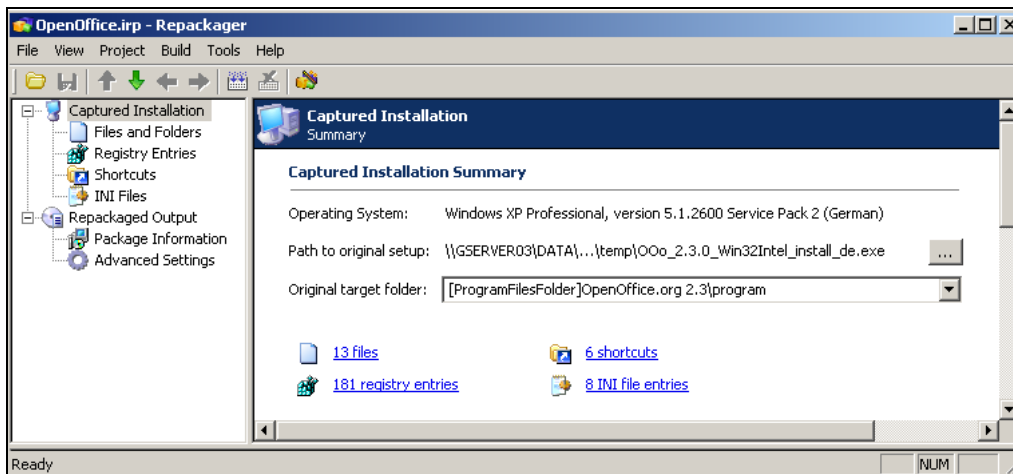 OpenOffice.irp - Repackager
File View Project Build Tools Help
Captured Installation
Files and Folders
Registry Entries
Shortcuts
INI Files
Repackaged Output
Package Information
Advanced Settings
Captured Installation
Summary
Captured Installation Summary
Operating System: Windows XP Professional, version 5.1.2600 Service Pack 2 (German)
Path to original setup: \\GSERVER03\DATA\...\temp\OOo_2.3.0_Win32Intel_install_de.exe ...
Original target folder: [ProgramFilesFolder]OpenOffice.org 2.3\program
13 files 6 shortcuts
181 registry entries 8 INI file entries
Ready NUM